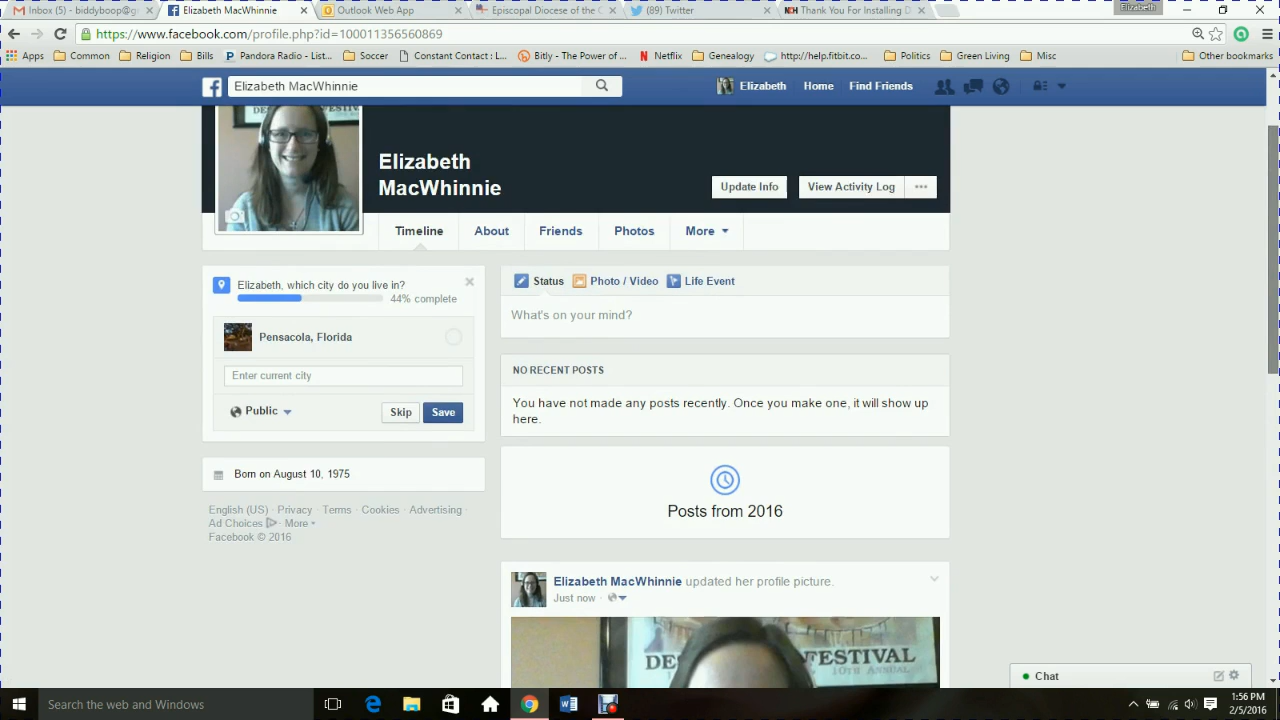 Inbox (5) - biddyboop@g
Elizabeth MacWhinnie
Outlook Web App
Episcopal Diocese of the C
(89) Twitter
NCH Thank You For Installing D
Elizabeth
https://www.facebook.com/profile.php?id=100011356560869
Apps Common Religion Bills Pandora Radio - List... Soccer Constant Contact : L... Bitly - The Power of ... Netflix Genealogy http://help.fitbit.co... Politics Green Living Misc Other bookmarks
Elizabeth MacWhinnie
Elizabeth Home Find Friends
Elizabeth
MacWhinnie
Update Info View Activity Log
Timeline About Friends Photos More
Elizabeth, which city do you live in?
44% complete
Pensacola, Florida
Enter current city
Public Skip Save
Born on August 10, 1975
English (US) · Privacy · Terms · Cookies · Advertising ·
Ad Choices · More
Facebook © 2016
Status Photo / Video Life Event
What's on your mind?
NO RECENT POSTS
You have not made any posts recently. Once you make one, it will show up
here.
Posts from 2016
Elizabeth MacWhinnie updated her profile picture.
Just now ·
FESTIVAL
10TH ANNUAL
Chat
Search the web and Windows
1:56 PM
2/5/2016